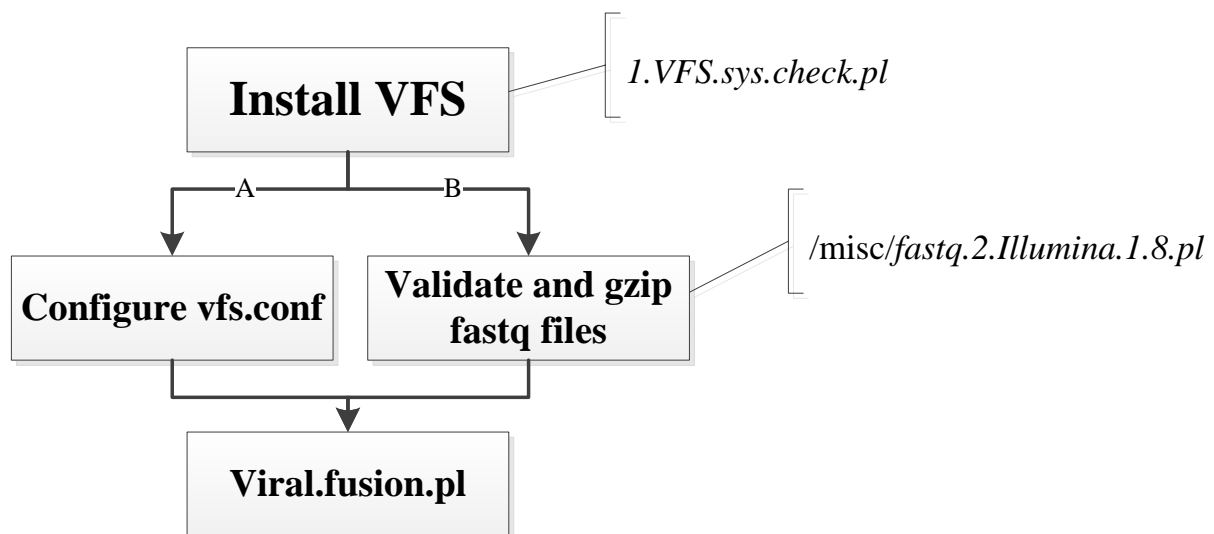 Install VFS
1.VFS.sys.check.pl
A
B
/misc/fastq.2.Illumina.1.8.pl
Configure vfs.conf
Validate and gzip
fastq files
Viral.fusion.pl